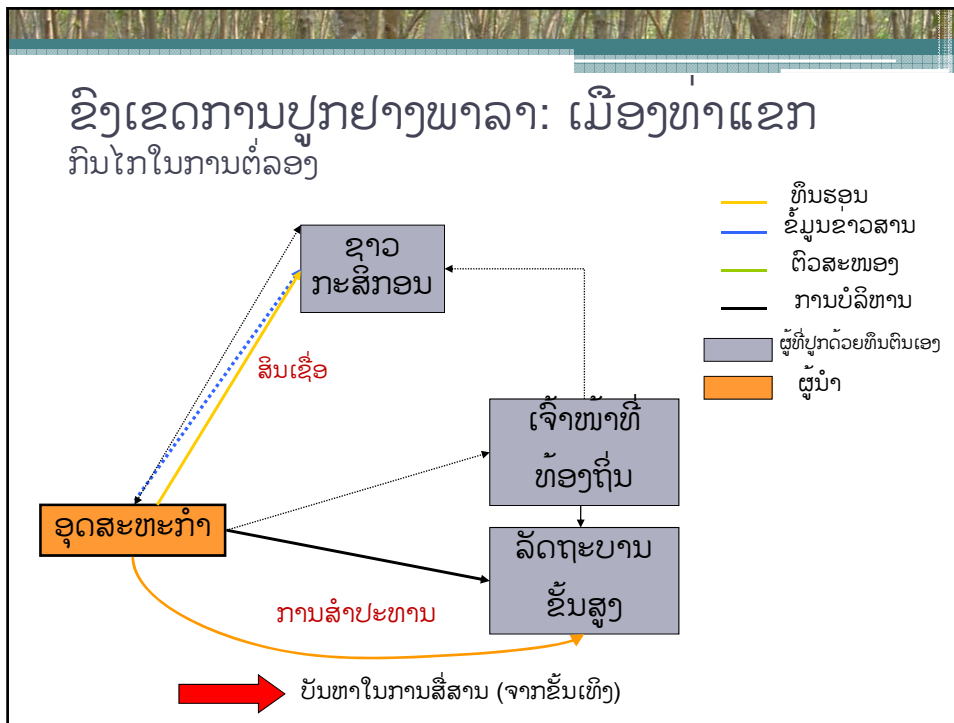 ຂົງເຂດການປູກຢາງພາລາ: ເມືອງທ່າແຂກ
ກົນໄກໃນການຕໍ່ລອງ
ທຶນຮອນ
ຂໍ້ມູນຂ່າວສານ
ຕົວສະໜອງ
ການບໍລິຫານ
ຜູ້ທີ່ປູກດ້ວຍທຶນຕົນເອງ
ຜູ້ນຳ
ຊາວ
ກະສິກອນ
ສິນເຊື່ອ
ເຈົ້າໜ້າທີ່
ທ້ອງຖິ່ນ
ອຸດສະຫະກຳ
ລັດຖະບານ
ຂັ້ນສູງ
ການສຳປະທານ
ບັນຫາໃນການສື່ສານ (ຈາກຂັ້ນເທິງ)